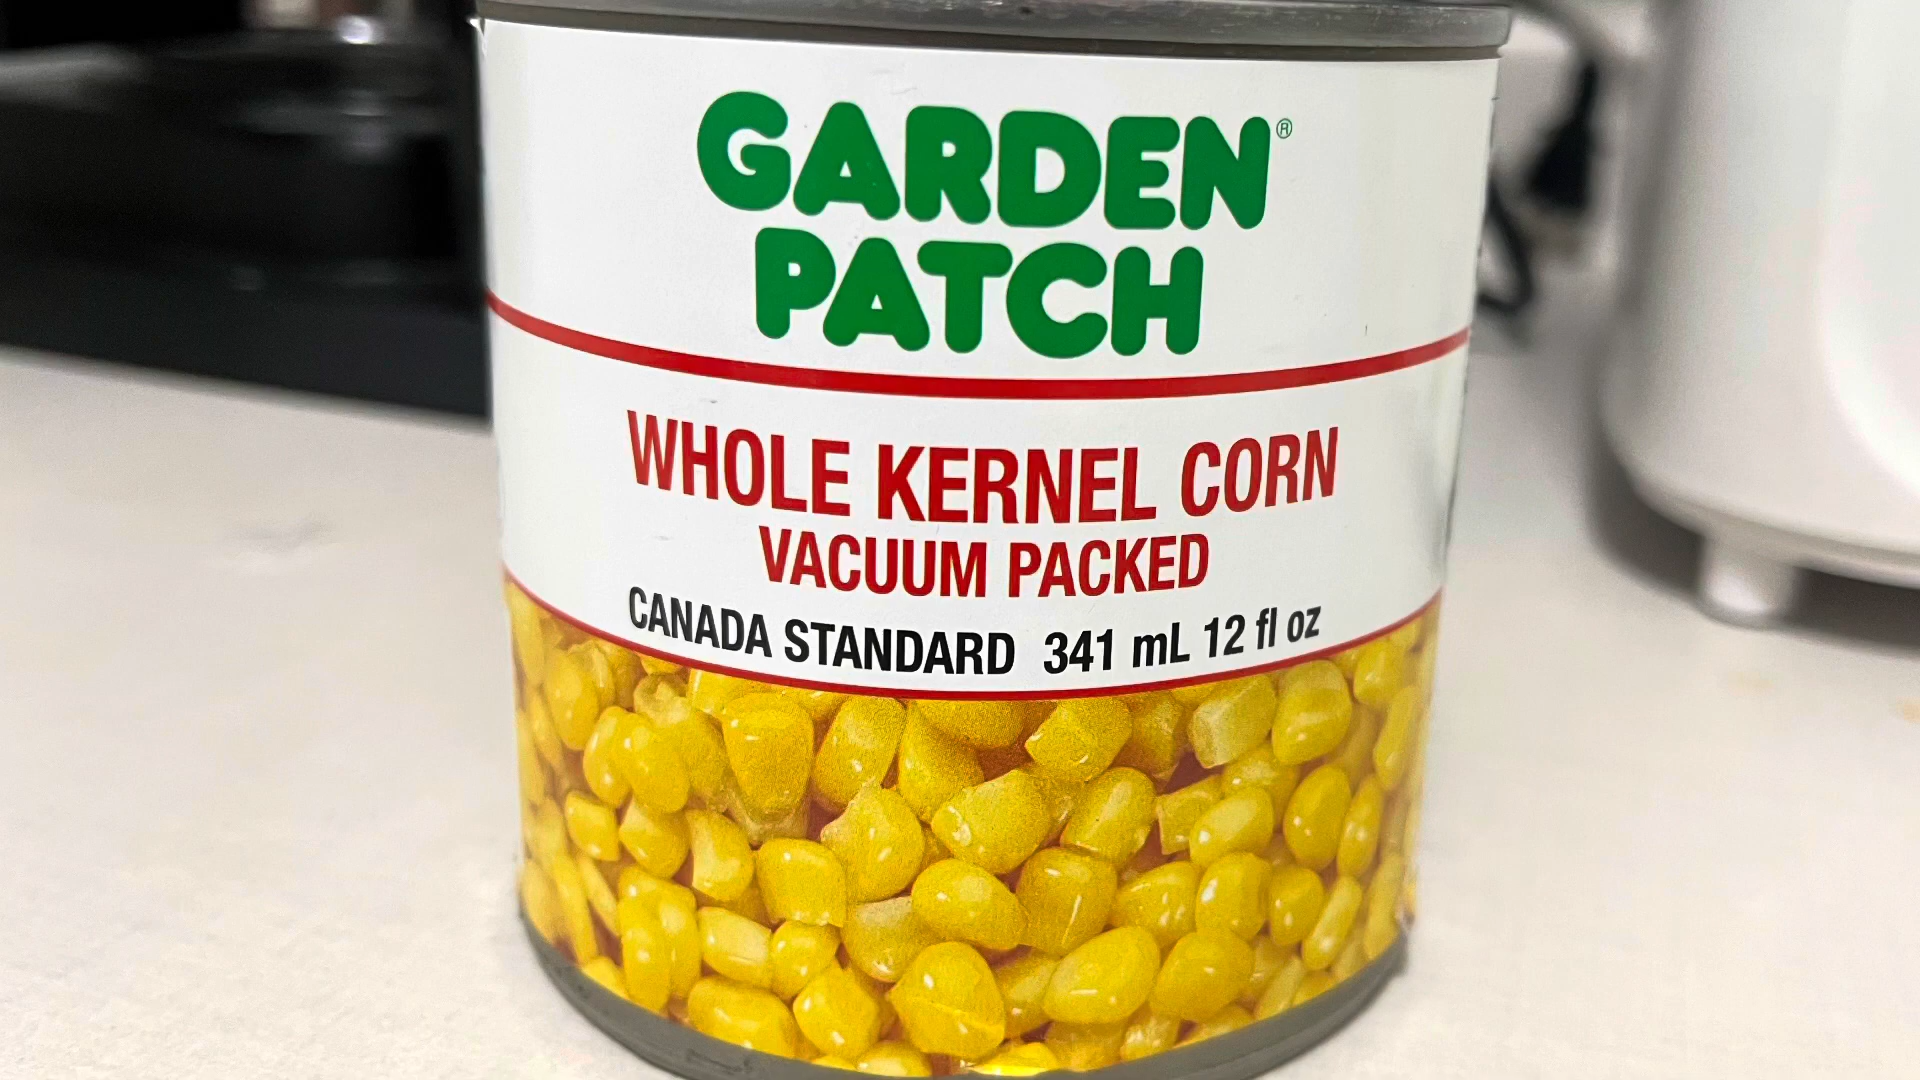 GARDEN®
PATCH
WHOLE KERNEL CORN
VACUUM PACKED
CANADA STANDARD 341 mL 12 fl oz